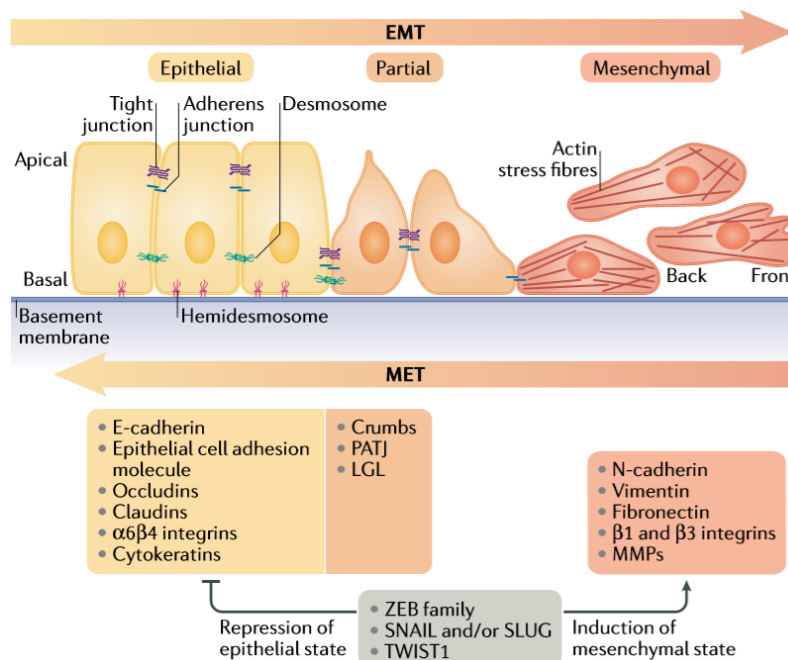 EMT
Epithelial
Partial
Mesenchymal
Tight
junction
Adherens
junction
Desmosome
Apical
Actin
stress fibres
Basal
Back
Fron
Basement
membrane
Hemidesmosome
MET
• E-cadherin
• Epithelial cell adhesion
molecule
• Occludins
• Claudins
• α6β4 integrins
• Cytokeratins
• Crumbs
• PATJ
• LGL
• N-cadherin
• Vimentin
• Fibronectin
• β1 and β3 integrins
• MMPs
Repression of
epithelial state
• ZEB family
• SNAIL and/or SLUG
• TWIST1
Induction of
mesenchymal state